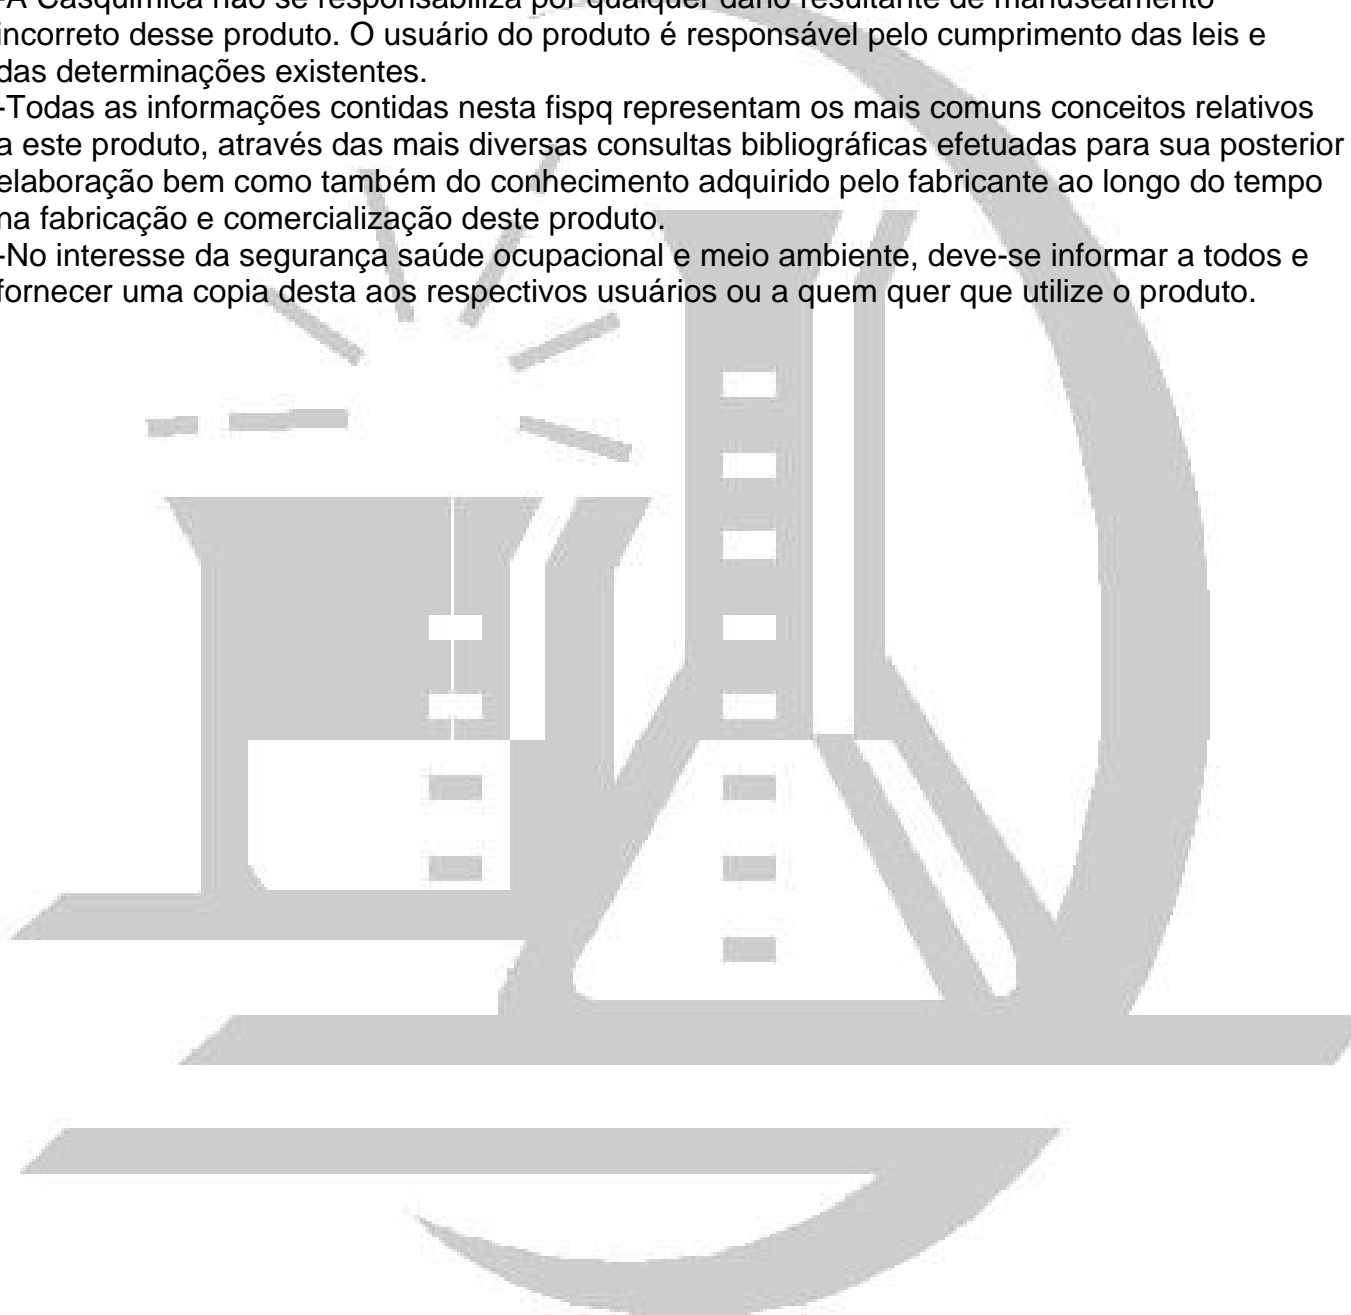 -A Casquimica não se responsabiliza por qualquer dano resultante de manuseamento
incorreto desse produto. O usuário do produto é responsável pelo cumprimento das leis e
das determinações existentes.
-Todas as informações contidas nesta fispq representam os mais comuns conceitos relativos
a este produto, através das mais diversas consultas bibliográficas efetuadas para sua posterior
elaboração bem como também do conhecimento adquirido pelo fabricante ao longo do tempo
na fabricação e comercialização deste produto.
-No interesse da segurança saúde ocupacional e meio ambiente, deve-se informar a todos e
fornecer uma copia desta aos respectivos usuários ou a quem quer que utilize o produto.